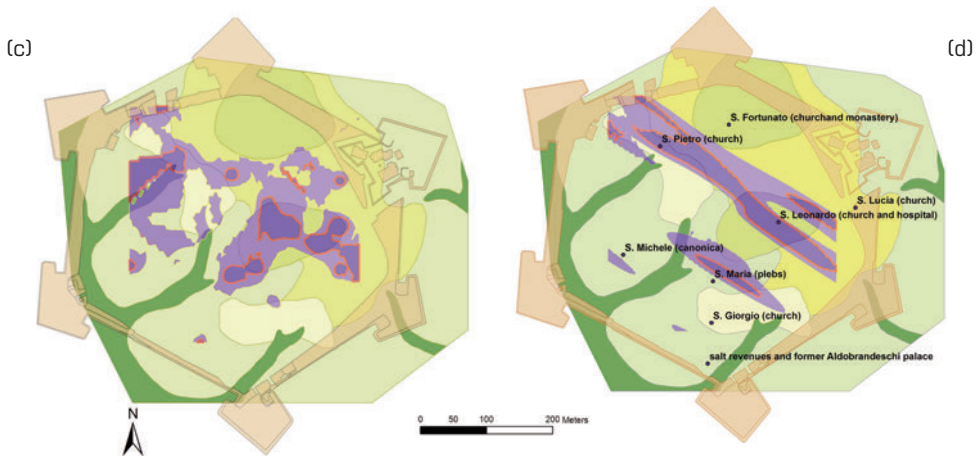 (c)
(d)
S. Fortunato (churchand monastery)
S. Pietro (church)
S. Lucia (church)
S. Leonardo (church and hospital)
S. Michele (canonica)
S. Maria (plebs)
S. Giorgio (church)
salt revenues and former Aldobrandeschi palace
N
0 50 100 200 Meters